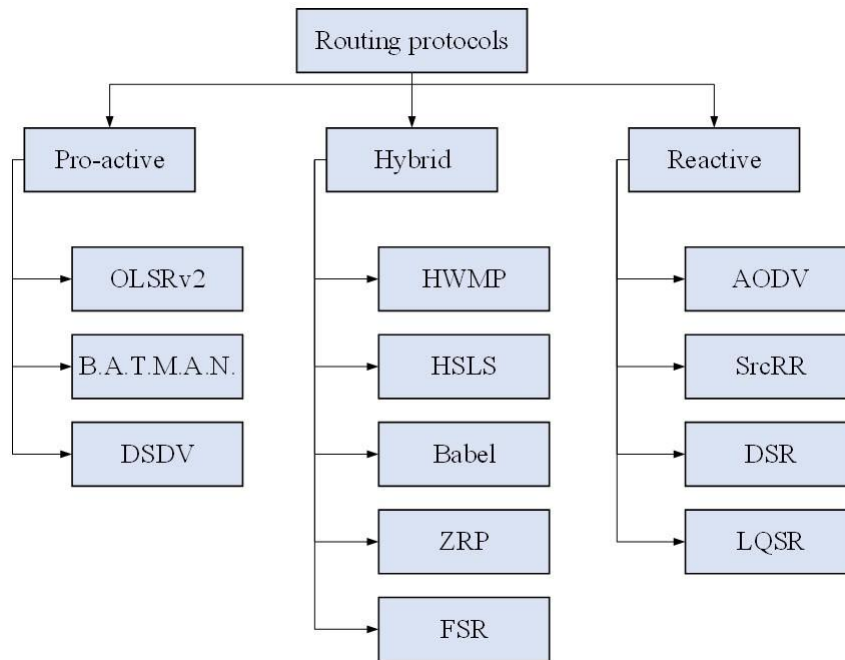 Routing protocols
Pro-active
Hybrid
Reactive
OLSRv2
HWMP
AODV
B.A.T.M.A.N.
HSLS
SrcRR
DSDV
Babel
DSR
ZRP
LQSR
FSR